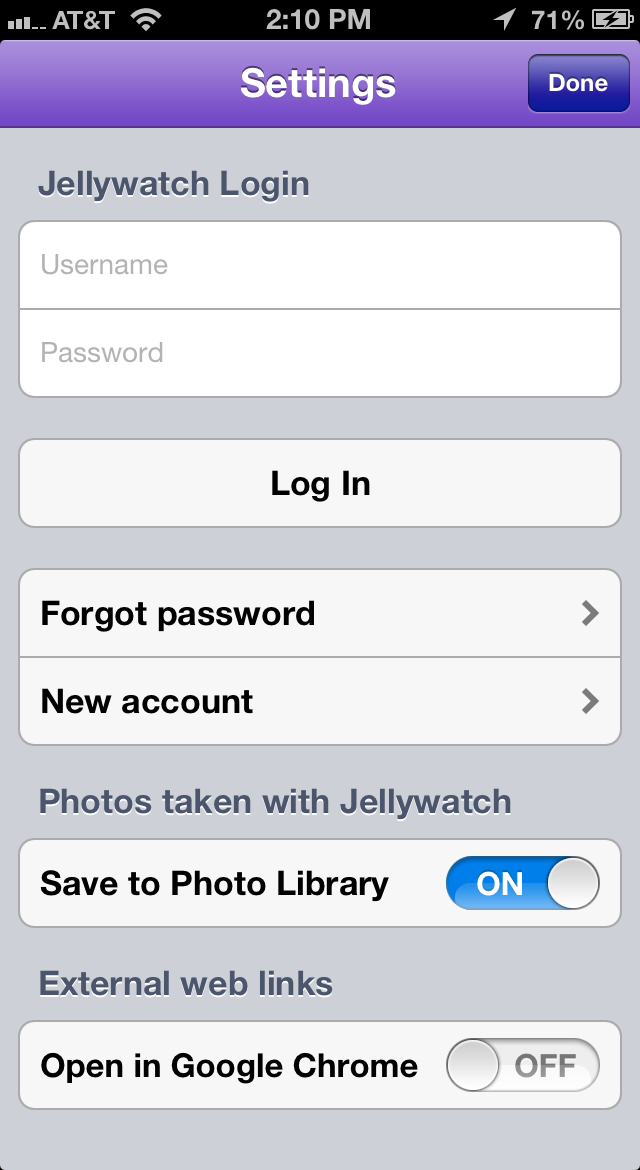 AT&T 2:10 PM 71%
Settings Done
Jellywatch Login
Username
Password
Log In
Forgot password
New account
Photos taken with Jellywatch
Save to Photo Library ON
External web links
Open in Google Chrome OFF